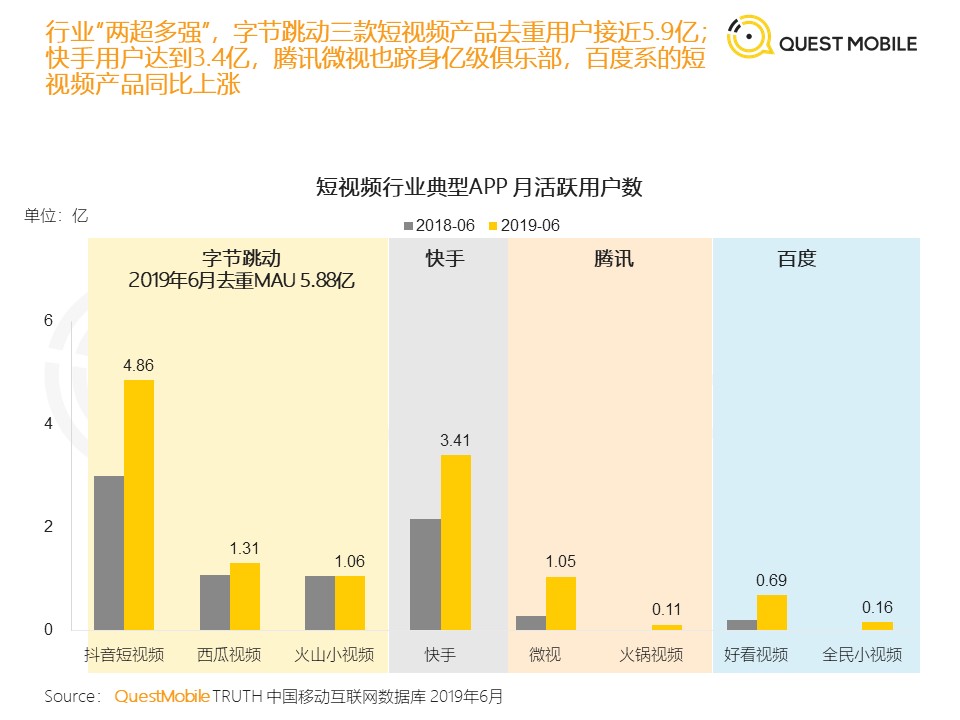 行业“两超多强”，字节跳动三款短视频产品去重用户接近5.9亿；
快手用户达到3.4亿，腾讯微视也跻身亿级俱乐部，百度系的短
视频产品同比上涨
QUEST MOBILE
短视频行业典型APP 月活跃用户数
单位：亿
2018-06 2019-06
字节跳动
2019年6月去重MAU 5.88亿
快手
腾讯
百度
6
4
2
0
4.86
1.31
1.06
3.41
1.05
0.11
0.69
0.16
抖音短视频 西瓜视频 火山小视频 快手 微视 火锅视频 好看视频 全民小视频
Source： QuestMobile TRUTH 中国移动互联网数据库 2019年6月